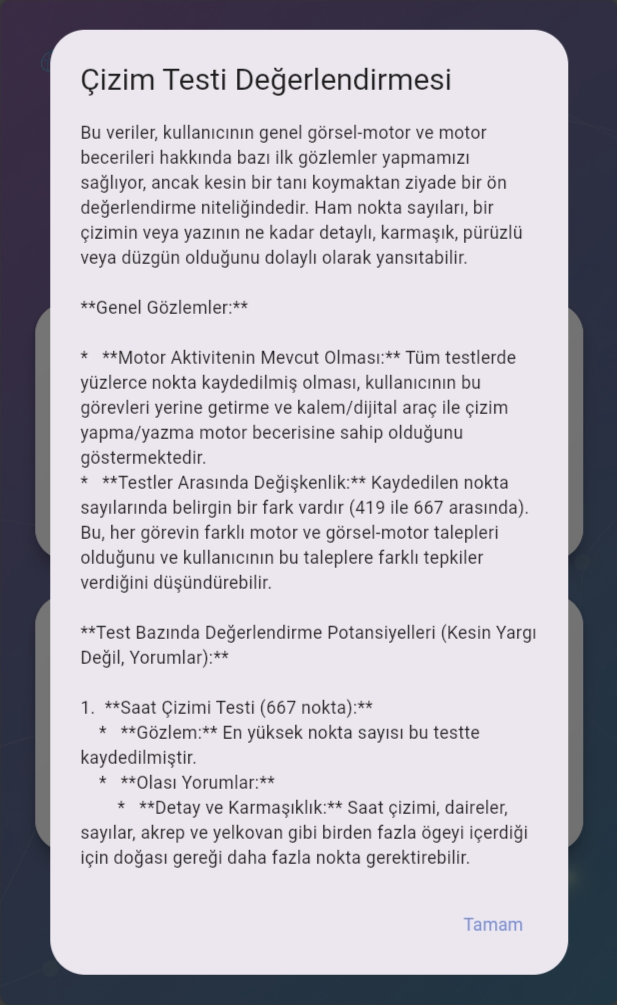 Çizim Testi Değerlendirmesi
Bu veriler, kullanıcının genel görsel-motor ve motor
becerileri hakkında bazı ilk gözlemler yapmamızı
sağlıyor, ancak kesin bir tanı koymaktan ziyade bir ön
değerlendirme niteliğindedir. Ham nokta sayıları, bir
çizimin veya yazının ne kadar detaylı, karmaşık, pürüzlü
veya düzgün olduğunu dolaylı olarak yansıtabilir.
**Genel Gözlemler:**
*   **Motor Aktivitenin Mevcut Olması:** Tüm testlerde
yüzlerce nokta kaydedilmiş olması, kullanıcının bu
görevleri yerine getirme ve kalem/dijital araç ile çizim
yapma/yazma motor becerisine sahip olduğunu
göstermektedir.
*   **Testler Arasında Değişkenlik:** Kaydedilen nokta
sayılarında belirgin bir fark vardır (419 ile 667 arasında).
Bu, her görevin farklı motor ve görsel-motor talepleri
olduğunu ve kullanıcının bu taleplere farklı tepkiler
verdiğini düşündürebilir.
**Test Bazında Değerlendirme Potansiyelleri (Kesin Yargı
Değil, Yorumlar):**
1.  **Saat Çizimi Testi (667 nokta):**
*   **Gözlem:** En yüksek nokta sayısı bu testte
kaydedilmiştir.
*   **Olası Yorumlar:**
*   **Detay ve Karmaşıklık:** Saat çizimi, daireler,
sayılar, akrep ve yelkovan gibi birden fazla ögeyi içerdiği
için doğası gereği daha fazla nokta gerektirebilir.
Tamam